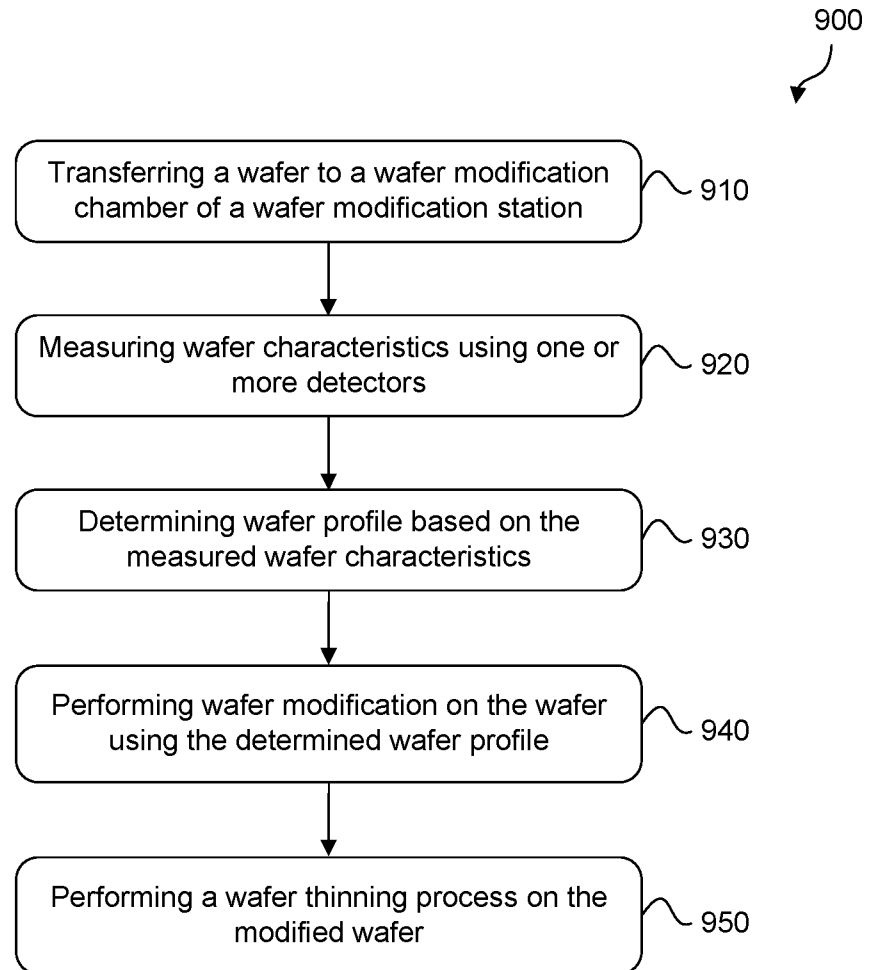 900
Transferring a wafer to a wafer modification
chamber of a wafer modification station
910
Measuring wafer characteristics using one or
more detectors
920
Determining wafer profile based on the
measured wafer characteristics
930
Performing wafer modification on the wafer
using the determined wafer profile
940
Performing a wafer thinning process on the
modified wafer
950